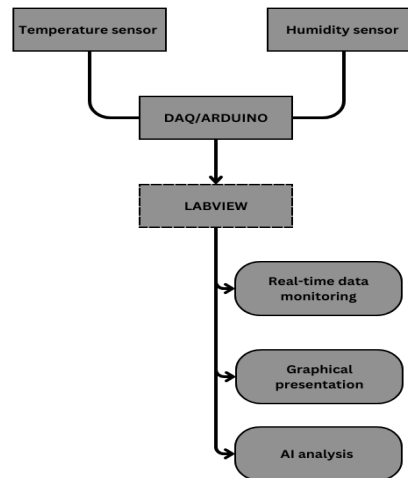 Temperature sensor
Humidity sensor
DAQ/ARDUINO
LABVIEW
Real-time data
monitoring
Graphical
presentation
AI analysis